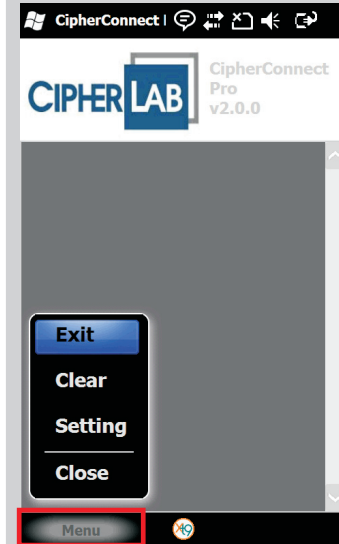 CipherConnect
CIPHERLAB
CipherConnect
Pro
v2.0.0
Exit
Clear
Setting
Close
Menu